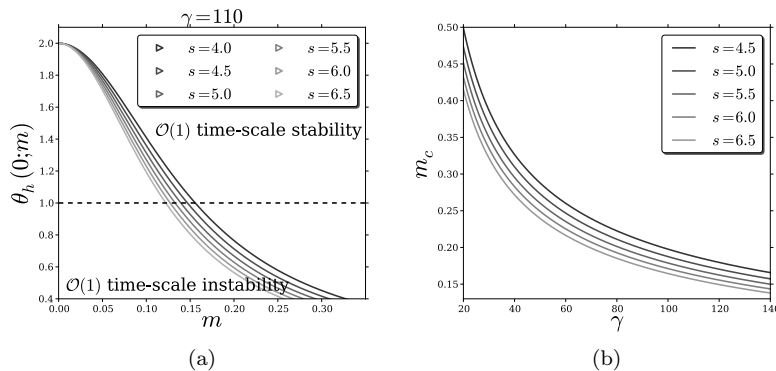 γ=110
2.0
1.8
1.6
1.4
1.2
1.0
0.8
0.6
0.4
θ_h(0;m)
s=4.0
s=4.5
s=5.0
s=5.5
s=6.0
s=6.5
𝒪(1) time-scale stability
𝒪(1) time-scale instability
0.00 0.05 0.10 0.15 0.20 0.25 0.30
m
(a)
0.50
0.45
0.40
0.35
0.30
0.25
0.20
0.15
m_c
s=4.5
s=5.0
s=5.5
s=6.0
s=6.5
20 40 60 80 100 120 140
γ
(b)